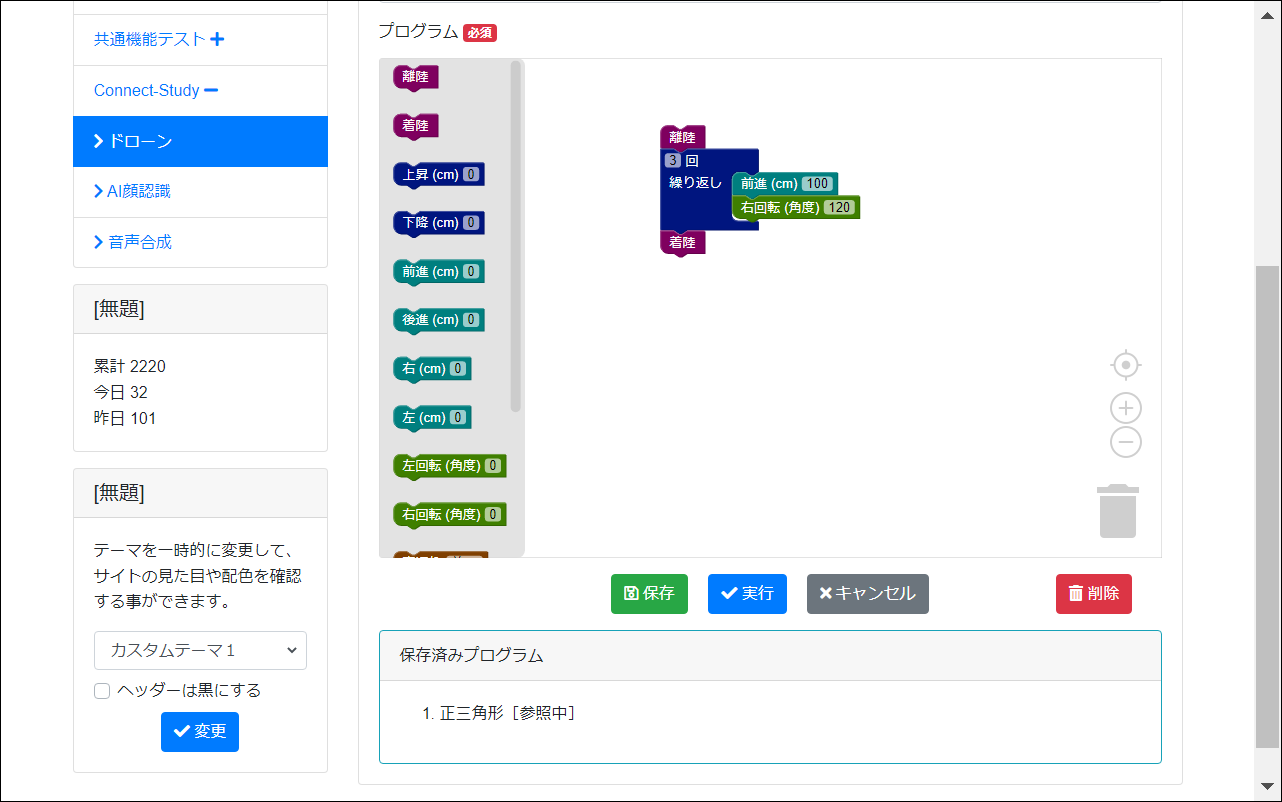 共通機能テスト
Connect-Study
ドローン
AI顔認識
音声合成
[無題]
累計 2220
今日 32
昨日 101
[無題]
テーマを一時的に変更して、
サイトの見た目や配色を確認
する事ができます。
カスタムテーマ１
ヘッダーは黒にする
変更
プログラム 必須
離陸
着陸
上昇 (cm) 0
下降 (cm) 0
前進 (cm) 0
後進 (cm) 0
右 (cm) 0
左 (cm) 0
左回転 (角度) 0
右回転 (角度) 0
離陸
3 回
繰り返し
前進 (cm) 100
右回転 (角度) 120
着陸
保存
実行
キャンセル
削除
保存済みプログラム
1. 正三角形［参照中］